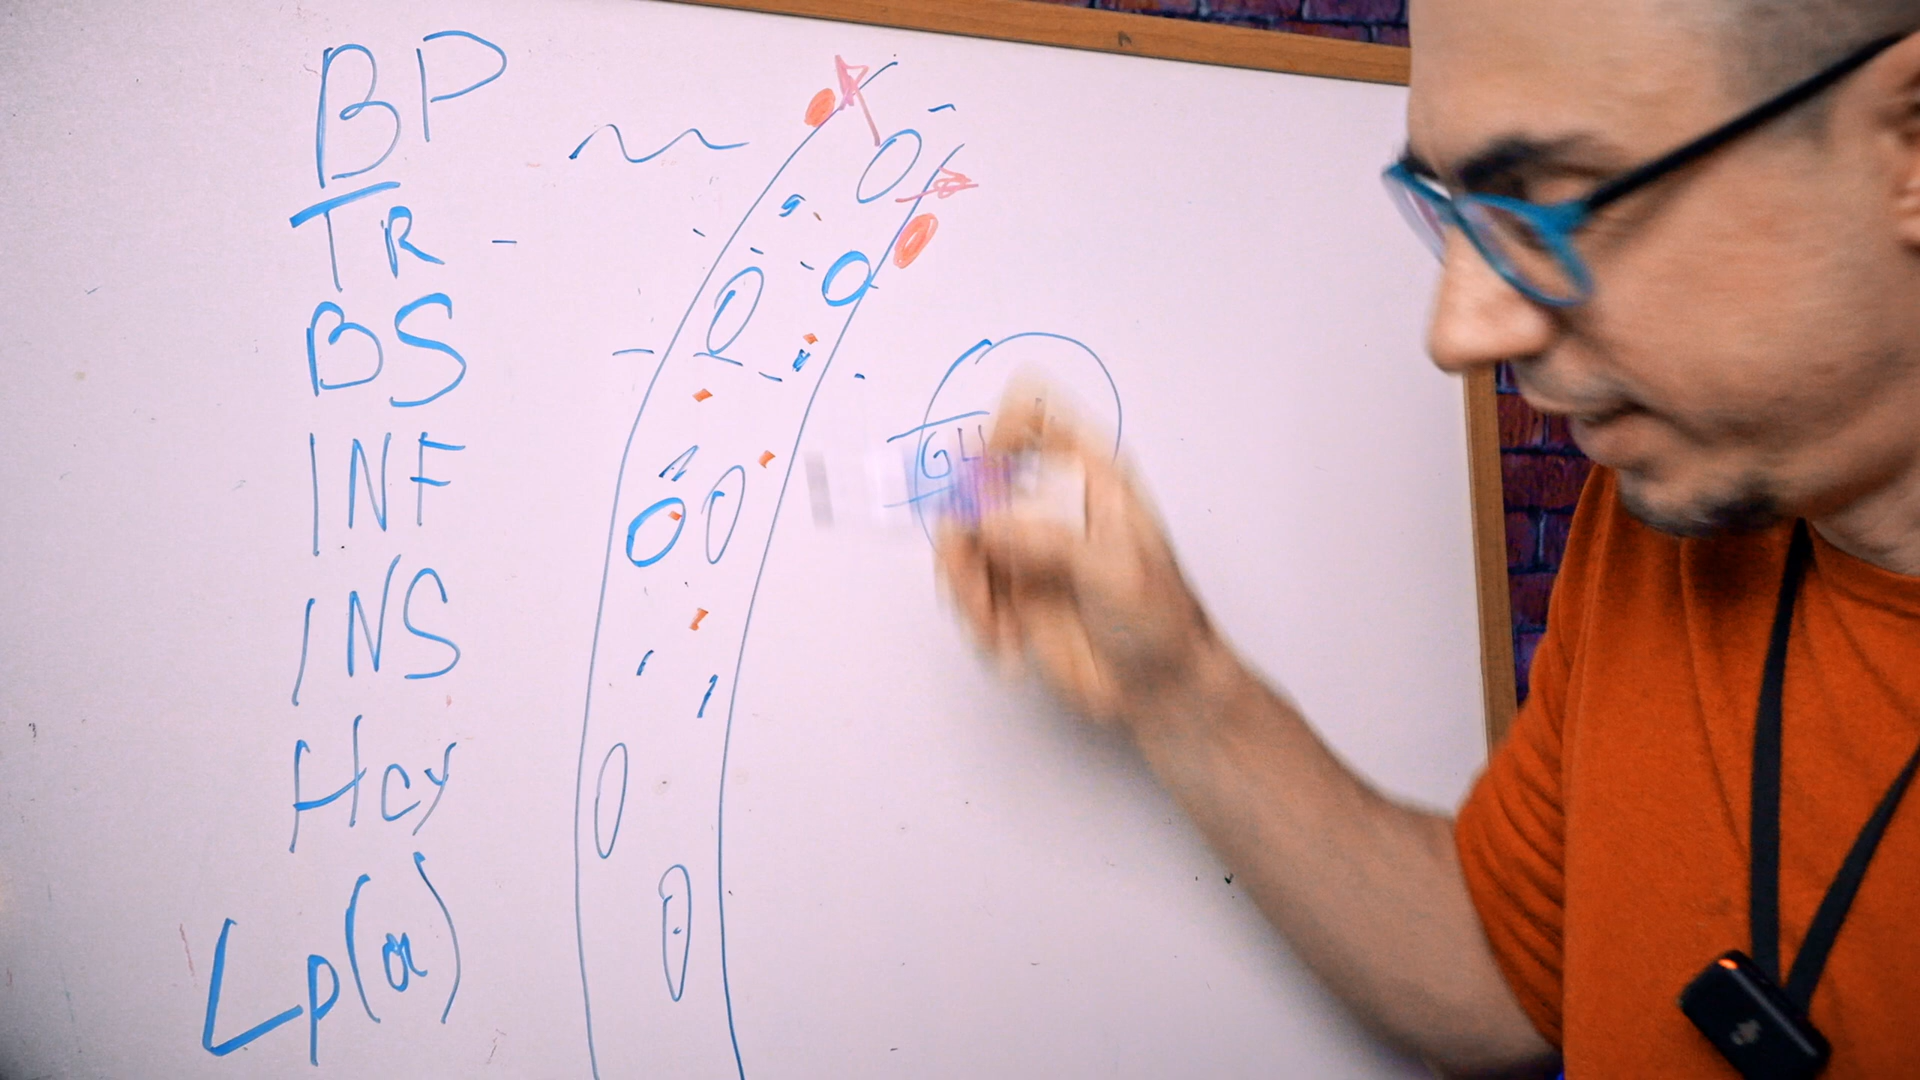 BP
TR -
BS
INF
INS
Hcy
Lp(a)